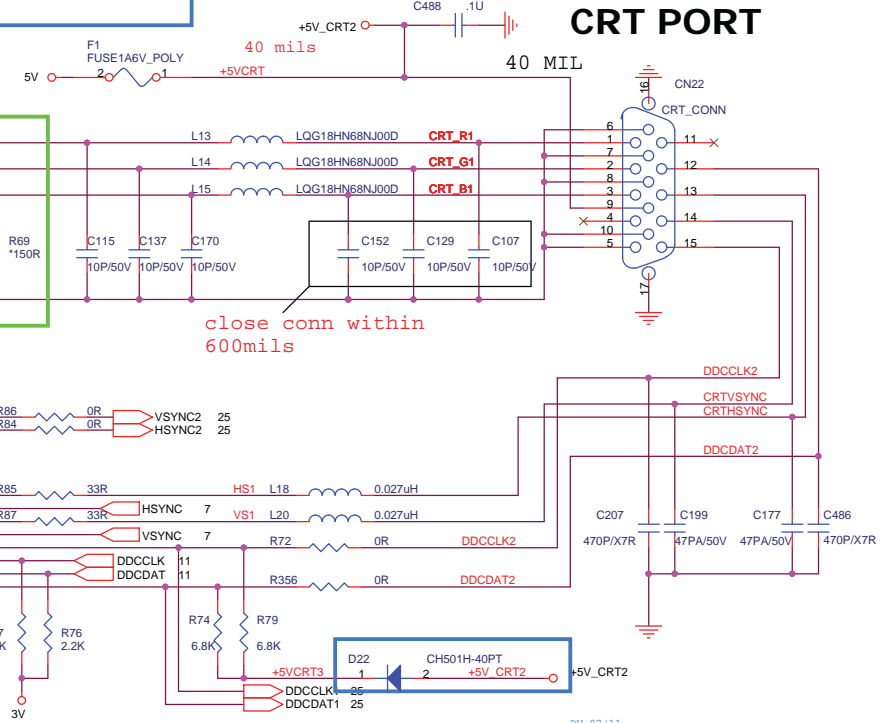 C488 .1U
CRT PORT
+5V_CRT2
40 mils
F1
FUSE1A6V_POLY
40 MIL
5V 2 1 +5VCRT
16 CN22
CRT_CONN
L13 LQG18HN68NJ00D CRT_R1
L14 LQG18HN68NJ00D CRT_G1
L15 LQG18HN68NJ00D CRT_B1
6
1 11
7
2 12
8
3 13
9
4 14
10
5 15
17
R69
*150R
C115 C137 C170 C152 C129 C107
10P/50V 10P/50V 10P/50V 10P/50V 10P/50V 10P/50V
close conn within
600mils
DDCCLK2
CRTVSYNC
CRTHSYNC
DDCDAT2
R86 0R VSYNC2 25
R84 0R HSYNC2 25
R85 33R HS1 L18 0.027uH
HSYNC 7
R87 33R VS1 L20 0.027uH
VSYNC 7
R72 0R DDCCLK2
DDCCLK 11
DDCDAT 11
R356 0R DDCDAT2
C207 C199 C177 C486
470P/X7R 47PA/50V 47PA/50V 470P/X7R
R76
2.2K
R74 R79
6.8K 6.8K
D22 CH501H-40PT
+5VCRT3 1 2 +5V_CRT2 +5V_CRT2
DDCCLK1 25
DDCDAT1 25
3V